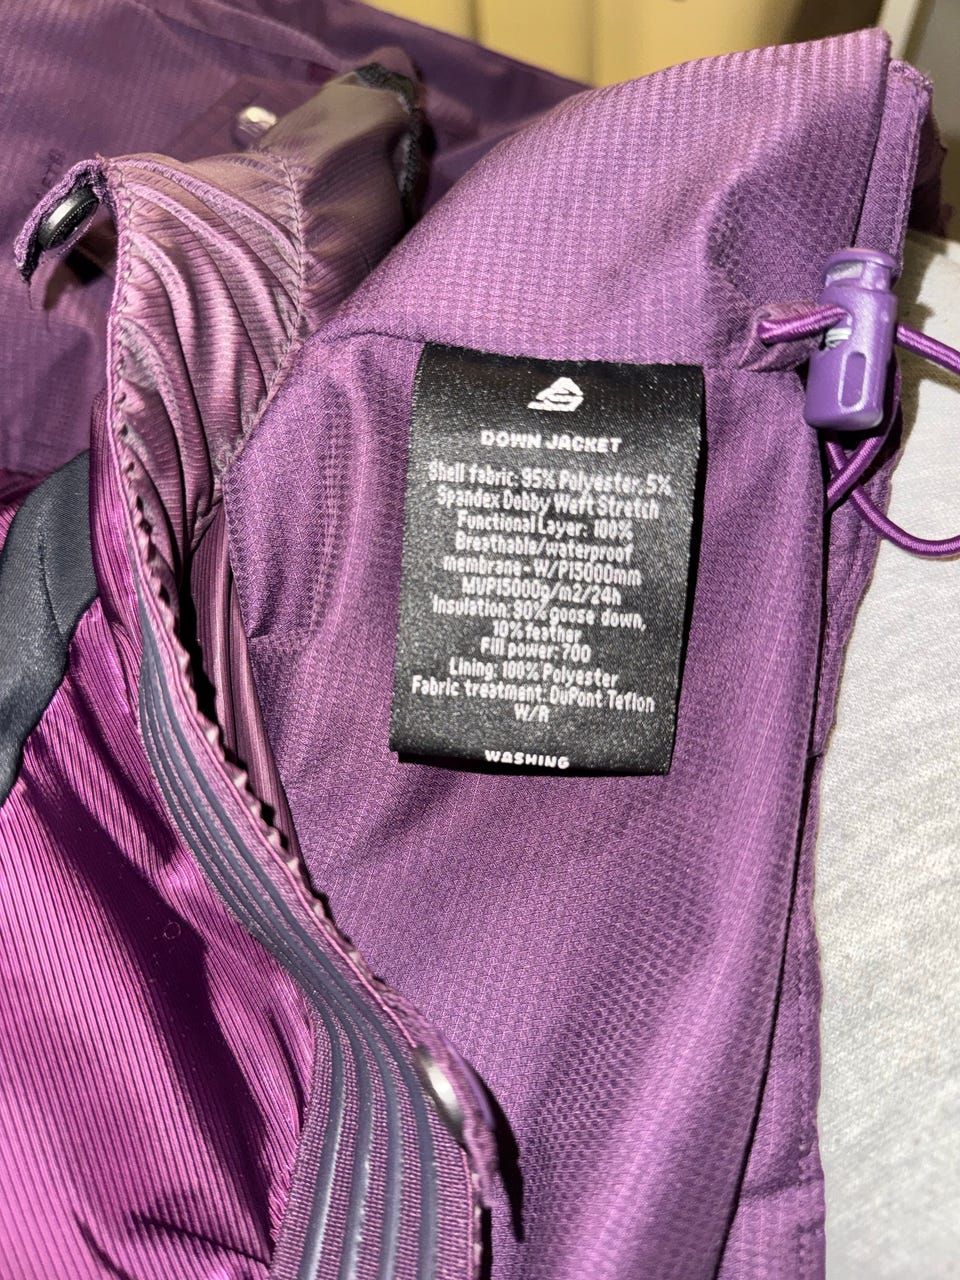 DOWN JACKET
Shell fabric: 95% Polyester, 5%
Spandex Dobby Weft Stretch
Functional Layer: 100%
Breathable/waterproof
membrane - W/P15000mm
MVP15000g/m2/24h
Insulation: 90% goose down,
10% feather
Fill power: 700
Lining: 100% Polyester
Fabric treatment: DuPont Teflon
W/R
WASHING